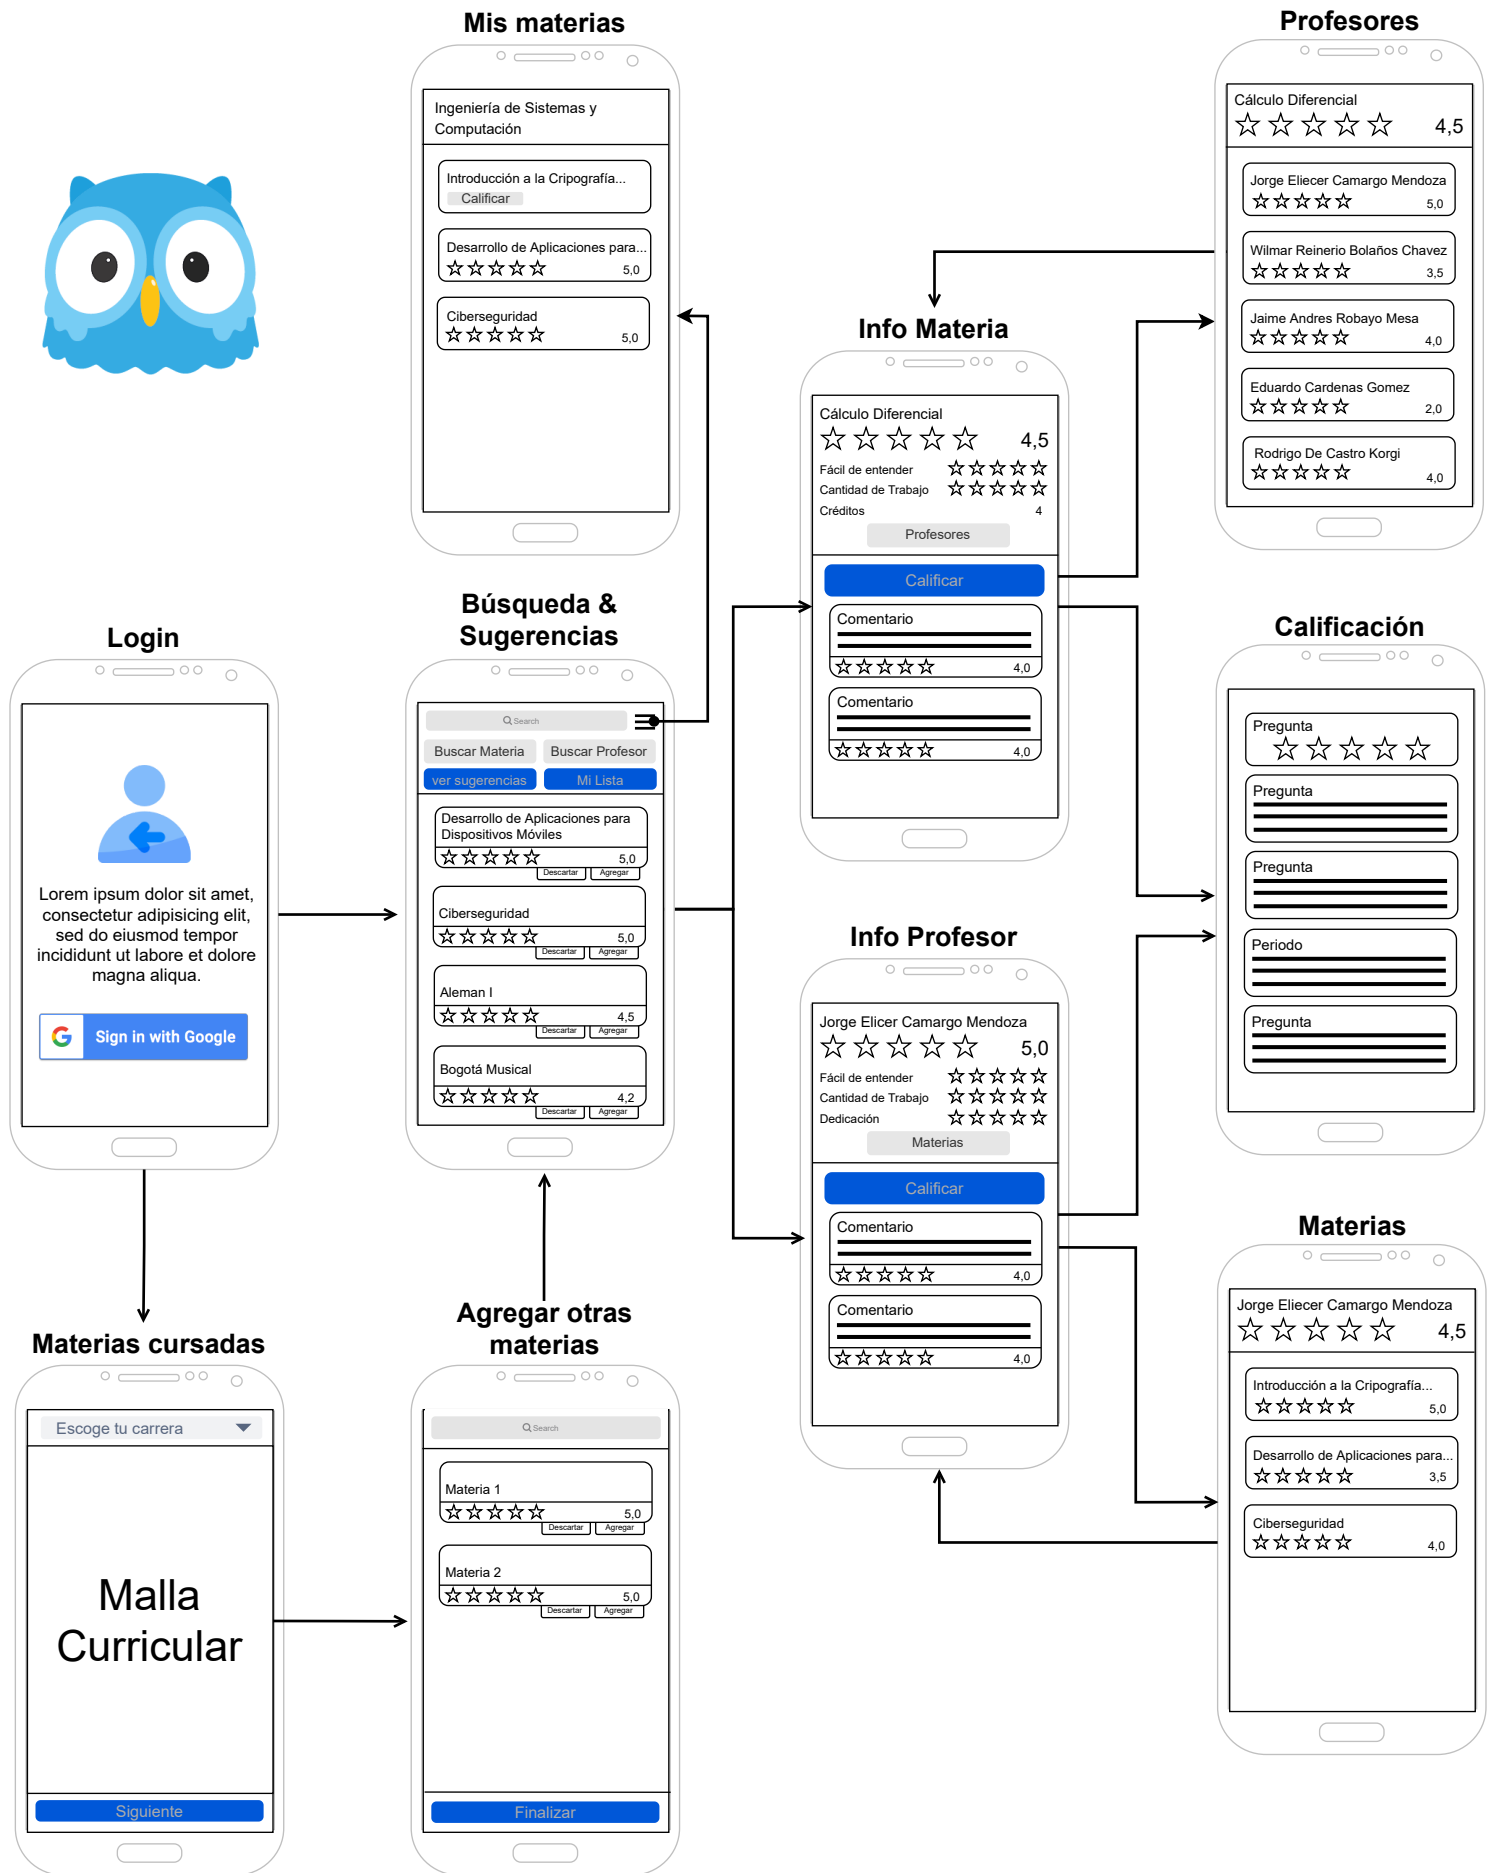 Mis materias
Ingeniería de Sistemas y
Computación
Introducción a la Cripografía...
Calificar
Desarrollo de Aplicaciones para...
5,0
Ciberseguridad
5,0
Profesores
Cálculo Diferencial
4,5
Jorge Eliecer Camargo Mendoza
5,0
Wilmar Reinerio Bolaños Chavez
3,5
Jaime Andres Robayo Mesa
4,0
Eduardo Cardenas Gomez
2,0
Rodrigo De Castro Korgi
4,0
Info Materia
Cálculo Diferencial
4,5
Fácil de entender
Cantidad de Trabajo
Créditos 4
Profesores
Calificar
Comentario
4,0
Comentario
4,0
Login
Lorem ipsum dolor sit amet,
consectetur adipisicing elit,
sed do eiusmod tempor
incididunt ut labore et dolore
magna aliqua.
G Sign in with Google
Búsqueda &
Sugerencias
Search
Buscar Materia Buscar Profesor
ver sugerencias Mi Lista
Desarrollo de Aplicaciones para
Dispositivos Móviles
5,0
Descartar Agregar
Ciberseguridad
5,0
Descartar Agregar
Aleman I
4,5
Descartar Agregar
Bogotá Musical
4,2
Descartar Agregar
Calificación
Pregunta
Pregunta
Pregunta
Periodo
Pregunta
Info Profesor
Jorge Elicer Camargo Mendoza
5,0
Fácil de entender
Cantidad de Trabajo
Dedicación
Materias
Calificar
Comentario
4,0
Comentario
4,0
Materias
Jorge Eliecer Camargo Mendoza
4,5
Introducción a la Cripografía...
5,0
Desarrollo de Aplicaciones para...
3,5
Ciberseguridad
4,0
Materias cursadas
Escoge tu carrera
Malla
Curricular
Siguiente
Agregar otras
materias
Search
Materia 1
5,0
Descartar Agregar
Materia 2
5,0
Descartar Agregar
Finalizar